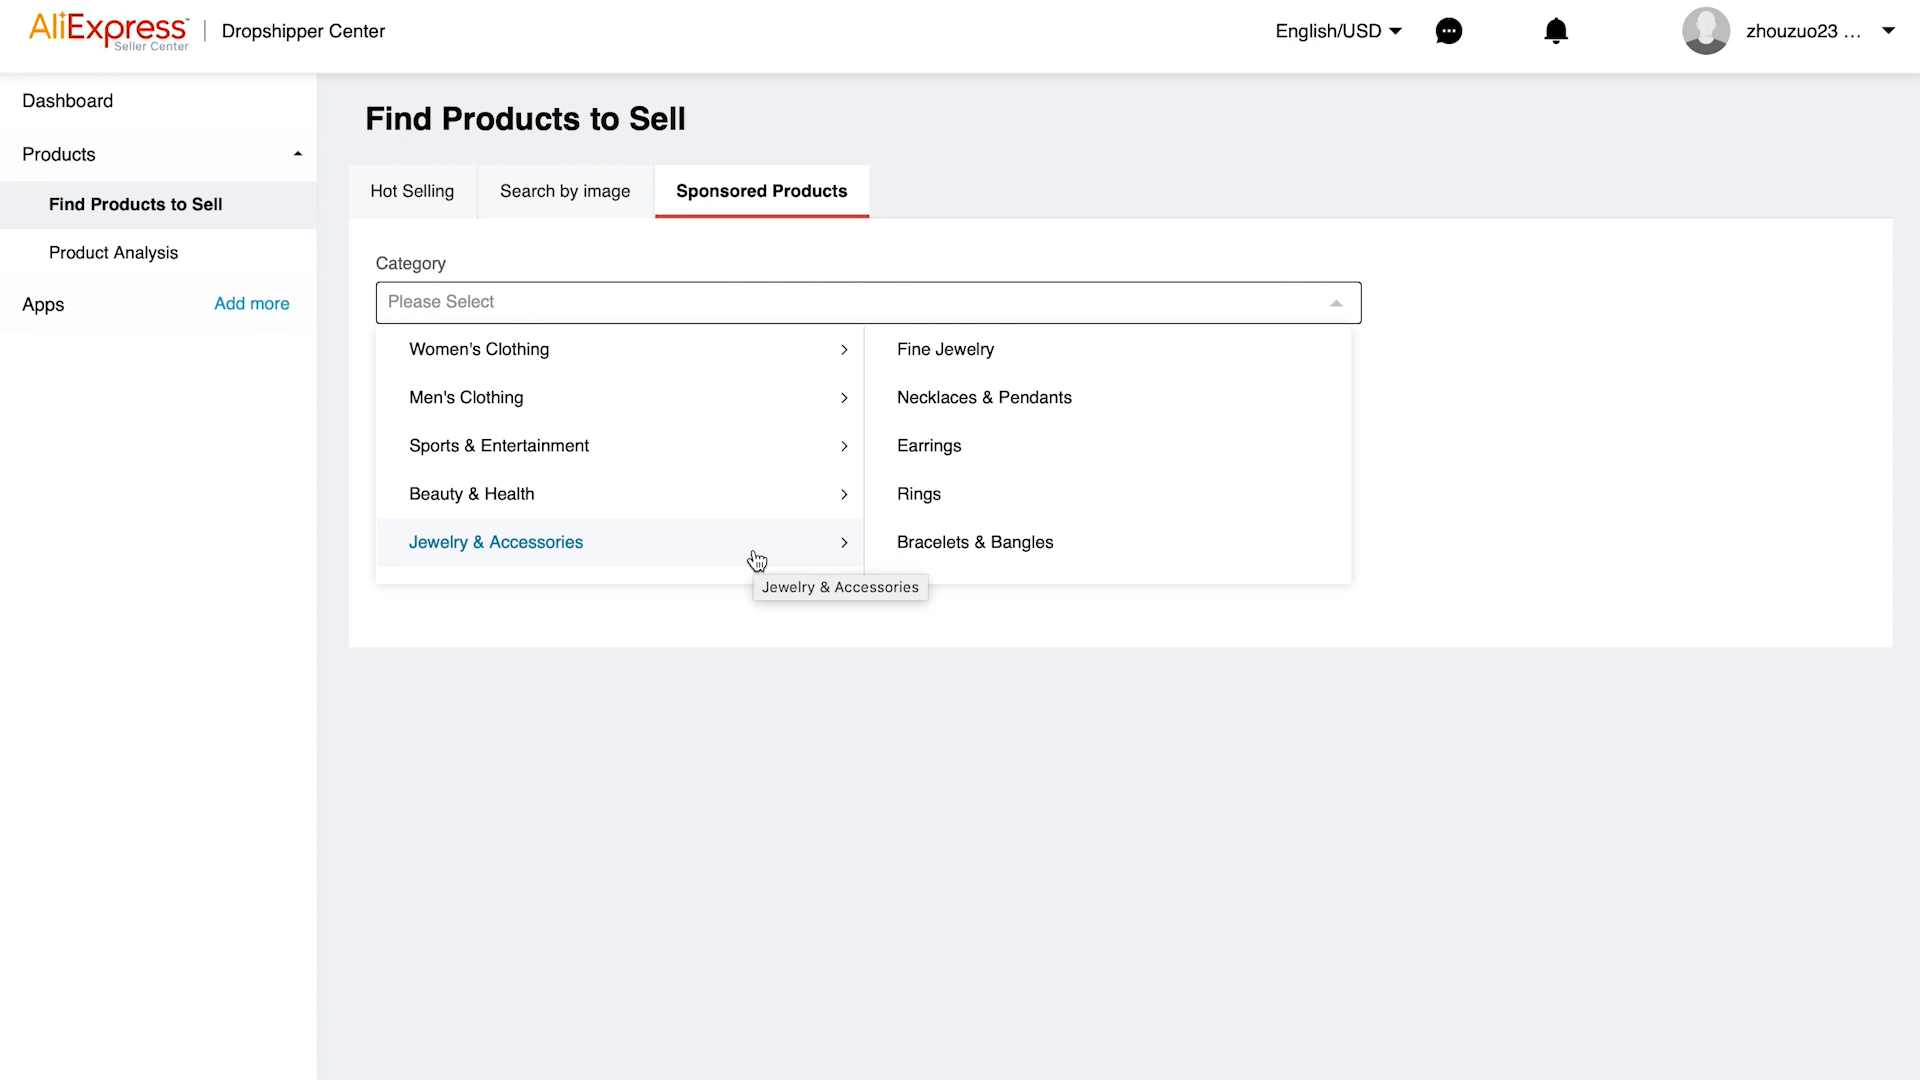 AliExpress™
Seller Center
Dropshipper Center
English/USD
zhouzuo23 ...
Dashboard
Products
Find Products to Sell
Product Analysis
Apps
Add more
Find Products to Sell
Hot Selling
Search by image
Sponsored Products
Category
Please Select
Women's Clothing
Men's Clothing
Sports & Entertainment
Beauty & Health
Jewelry & Accessories
Fine Jewelry
Necklaces & Pendants
Earrings
Rings
Bracelets & Bangles
Jewelry & Accessories